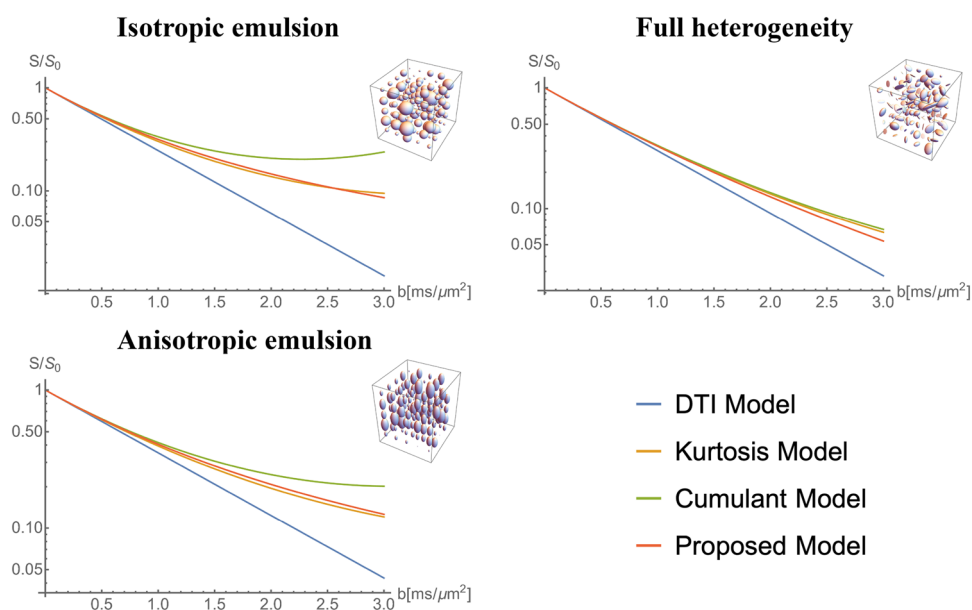 Isotropic emulsion
S/S0
1
0.50
0.10
0.05
0.5 1.0 1.5 2.0 2.5 3.0 b[ms/μm²]
Full heterogeneity
S/S0
1
0.50
0.10
0.05
0.5 1.0 1.5 2.0 2.5 3.0 b[ms/μm²]
Anisotropic emulsion
S/S0
1
0.50
0.10
0.05
0.5 1.0 1.5 2.0 2.5 3.0 b[ms/μm²]
DTI Model
Kurtosis Model
Cumulant Model
Proposed Model